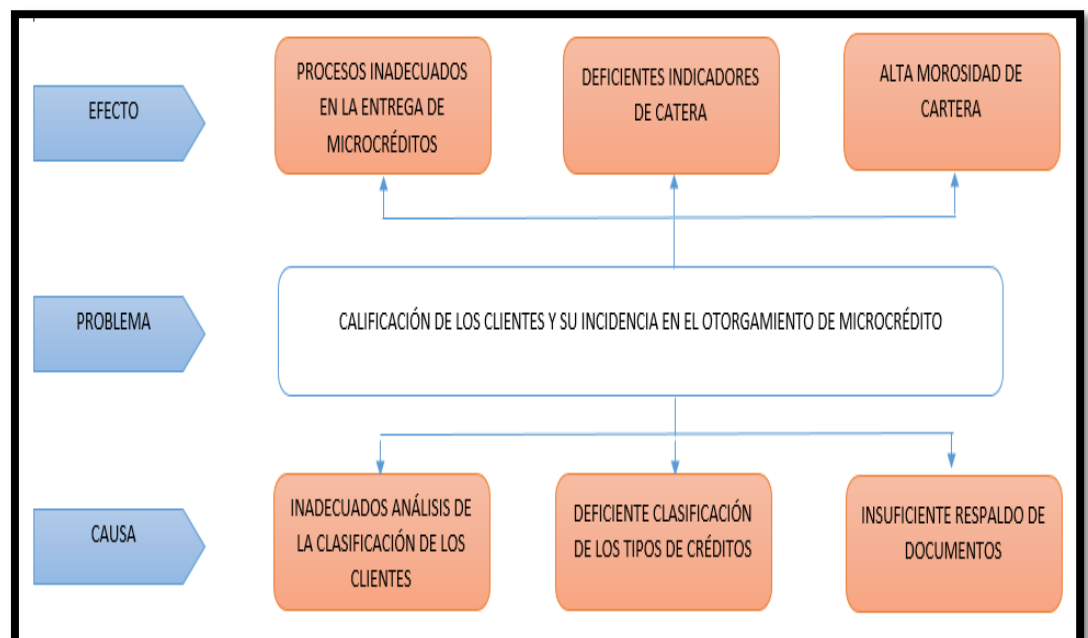 EFECTO
PROCESOS INADECUADOS
EN LA ENTREGA DE
MICROCRÉDITOS
DEFICIENTES INDICADORES
DE CATERA
ALTA MOROSIDAD DE
CARTERA
PROBLEMA
CALIFICACIÓN DE LOS CLIENTES Y SU INCIDENCIA EN EL OTORGAMIENTO DE MICROCRÉDITO
CAUSA
INADECUADOS ANÁLISIS DE
LA CLASIFICACIÓN DE LOS
CLIENTES
DEFICIENTE CLASIFICACIÓN
DE LOS TIPOS DE CRÉDITOS
INSUFICIENTE RESPALDO DE
DOCUMENTOS